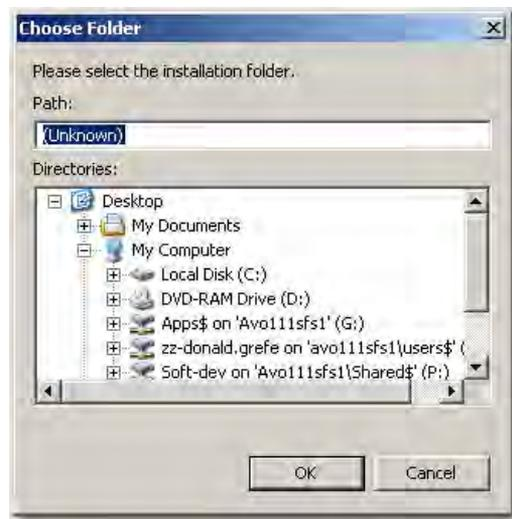 Choose Folder
Please select the installation folder.
Path:
(Unknown)
Directories:
Desktop
My Documents
My Computer
Local Disk (C:)
DVD-RAM Drive (D:)
Apps$ on 'Avo111sfs1' (G:)
zz-donald.grefe on 'avo111sfs1\users$' (
Soft-dev on 'Avo111sfs1\Shared$' (P:)
OK
Cancel